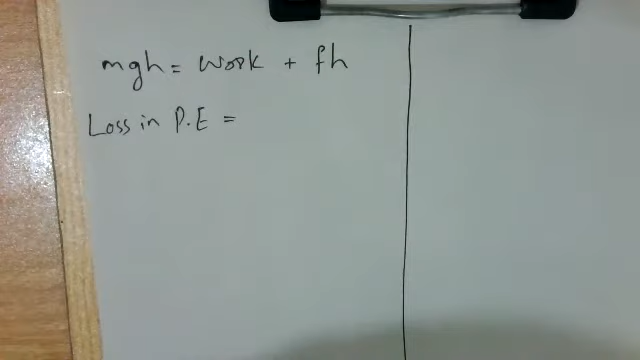 mgh = work + fh
Loss in P.E =